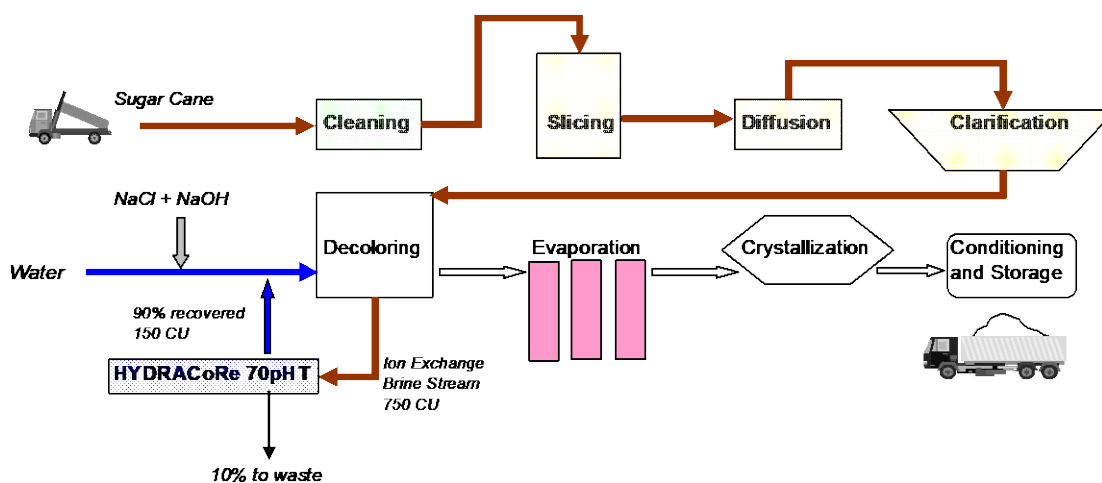 Sugar Cane
Cleaning
Slicing
Diffusion
Clarification
NaCl + NaOH
Water
Decoloring
Evaporation
Crystallization
Conditioning
and Storage
90% recovered
150 CU
HYDRACoRe 70pHT
Ion Exchange
Brine Stream
750 CU
10% to waste